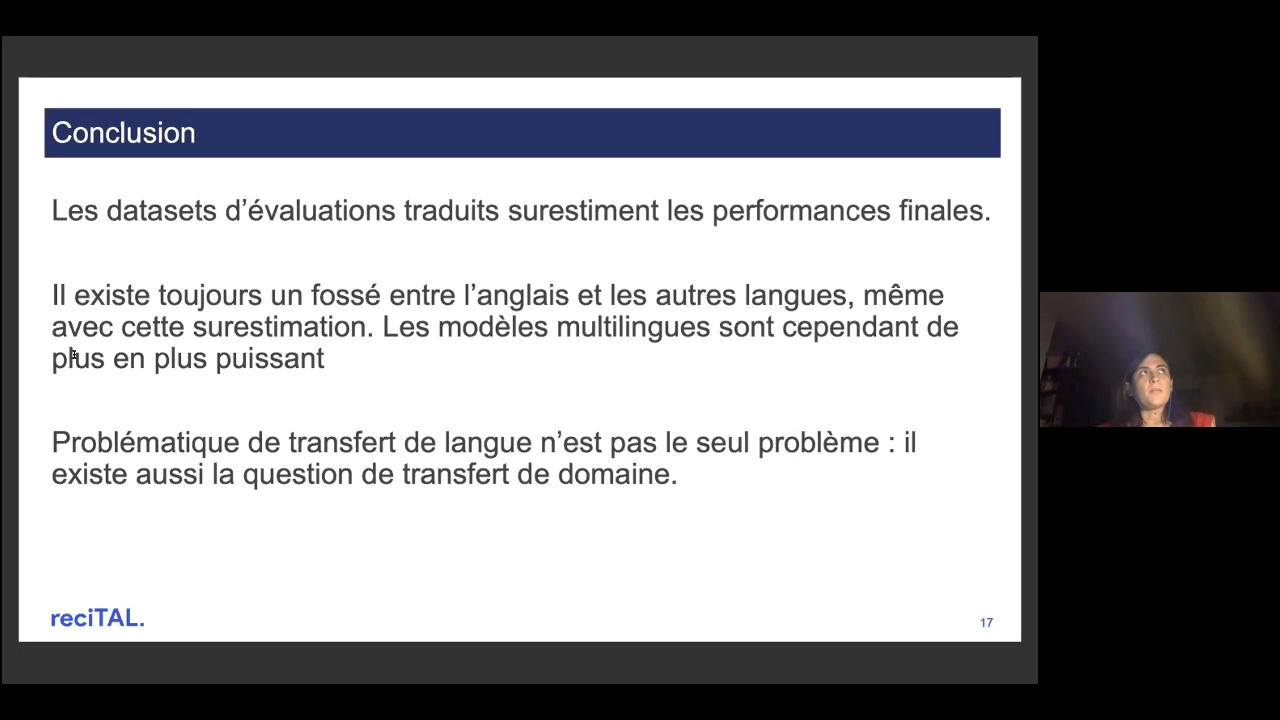 Conclusion
Les datasets d’évaluations traduits surestiment les performances finales.
Il existe toujours un fossé entre l’anglais et les autres langues, même
avec cette surestimation. Les modèles multilingues sont cependant de
plus en plus puissant
Problématique de transfert de langue n’est pas le seul problème : il
existe aussi la question de transfert de domaine.
reciTAL.
17